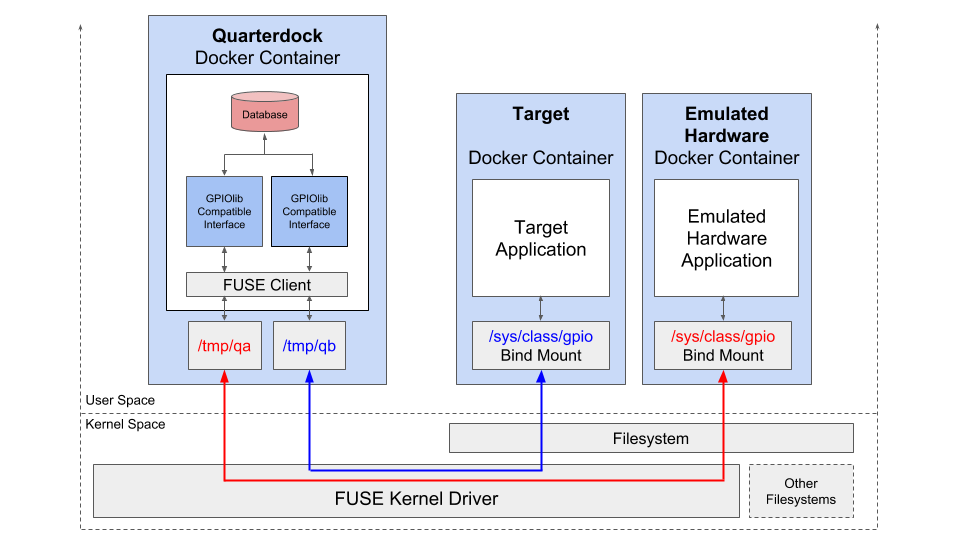 Quarterdock
Docker Container
Database
GPIOlib
Compatible
Interface
GPIOlib
Compatible
Interface
FUSE Client
/tmp/qa
/tmp/qb
Target
Docker Container
Target
Application
/sys/class/gpio
Bind Mount
Emulated
Hardware
Docker Container
Emulated
Hardware
Application
/sys/class/gpio
Bind Mount
User Space
Kernel Space
Filesystem
FUSE Kernel Driver
Other
Filesystems